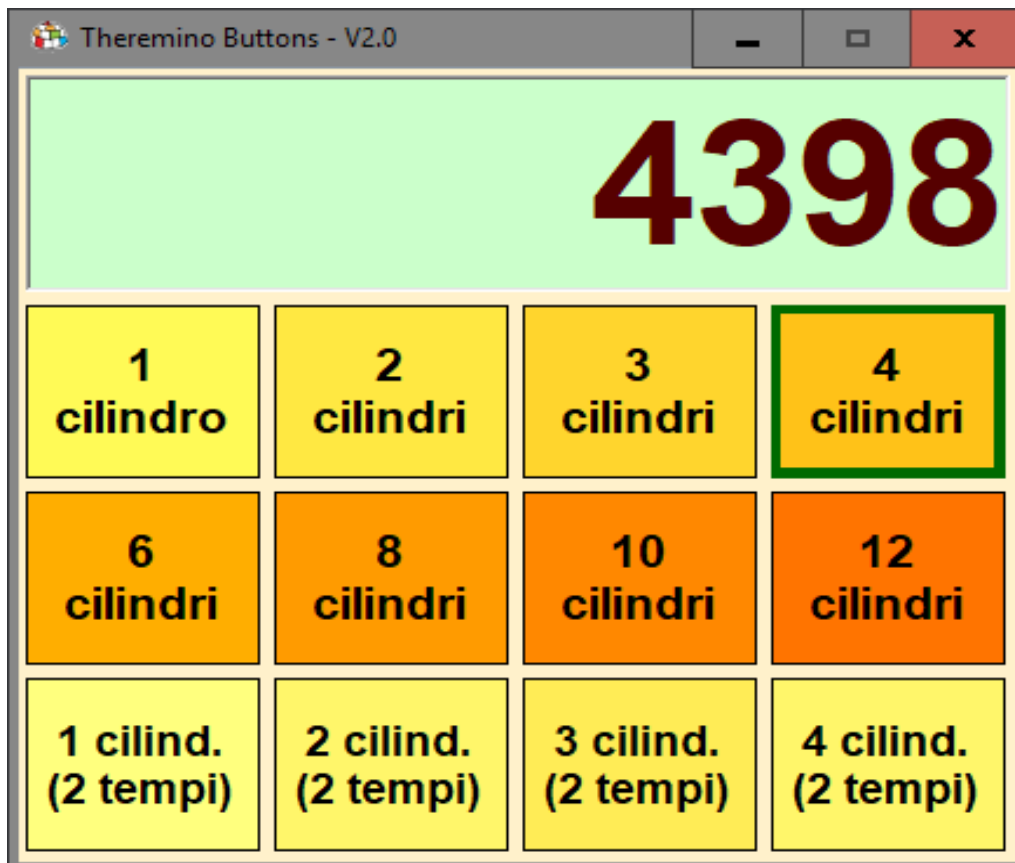 Theremino Buttons - V2.0
4398
1
cilindro
2
cilindri
3
cilindri
4
cilindri
6
cilindri
8
cilindri
10
cilindri
12
cilindri
1 cilind.
(2 tempi)
2 cilind.
(2 tempi)
3 cilind.
(2 tempi)
4 cilind.
(2 tempi)